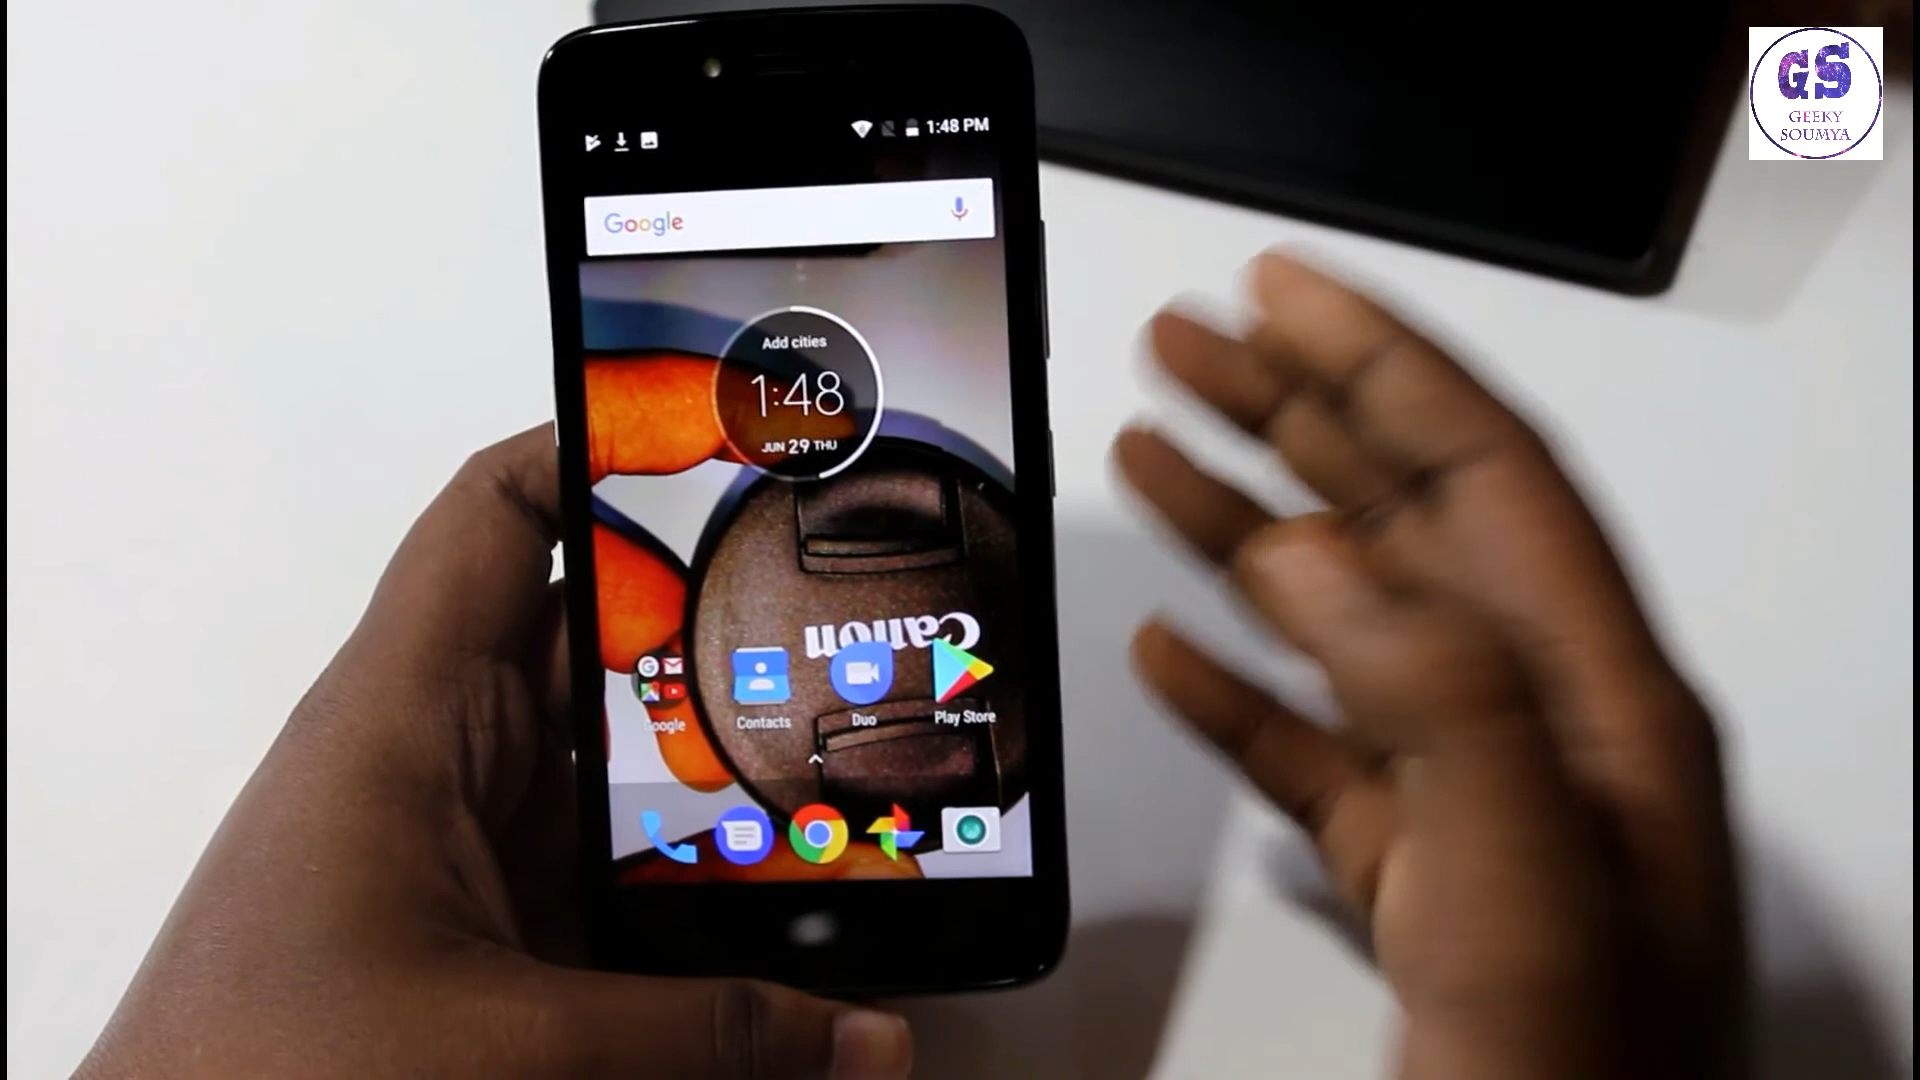 GS
GEEKY
SOUMYA
1:48 PM
Google
Add cities
1:48
JUN 29 THU
Canon
Google
Contacts
Duo
Play Store